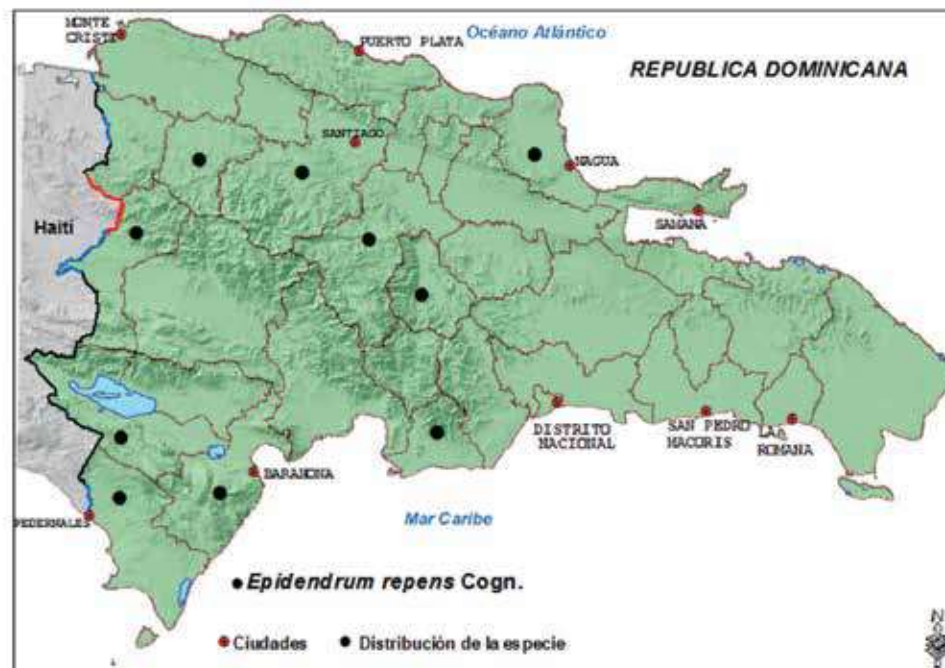 MONTE
CRISTI
PUERTO PLATA
Océano Atlántico
REPUBLICA DOMINICANA
SANTIAGO
NAGUA
Haití
SAMANA
DISTRITO
NACIONAL
SAN PEDRO
MACORIS
LA
ROMANA
BARAHONA
PEDERNALES
Mar Caribe
Epidendrum repens Cogn.
Ciudades
Distribución de la especie
N